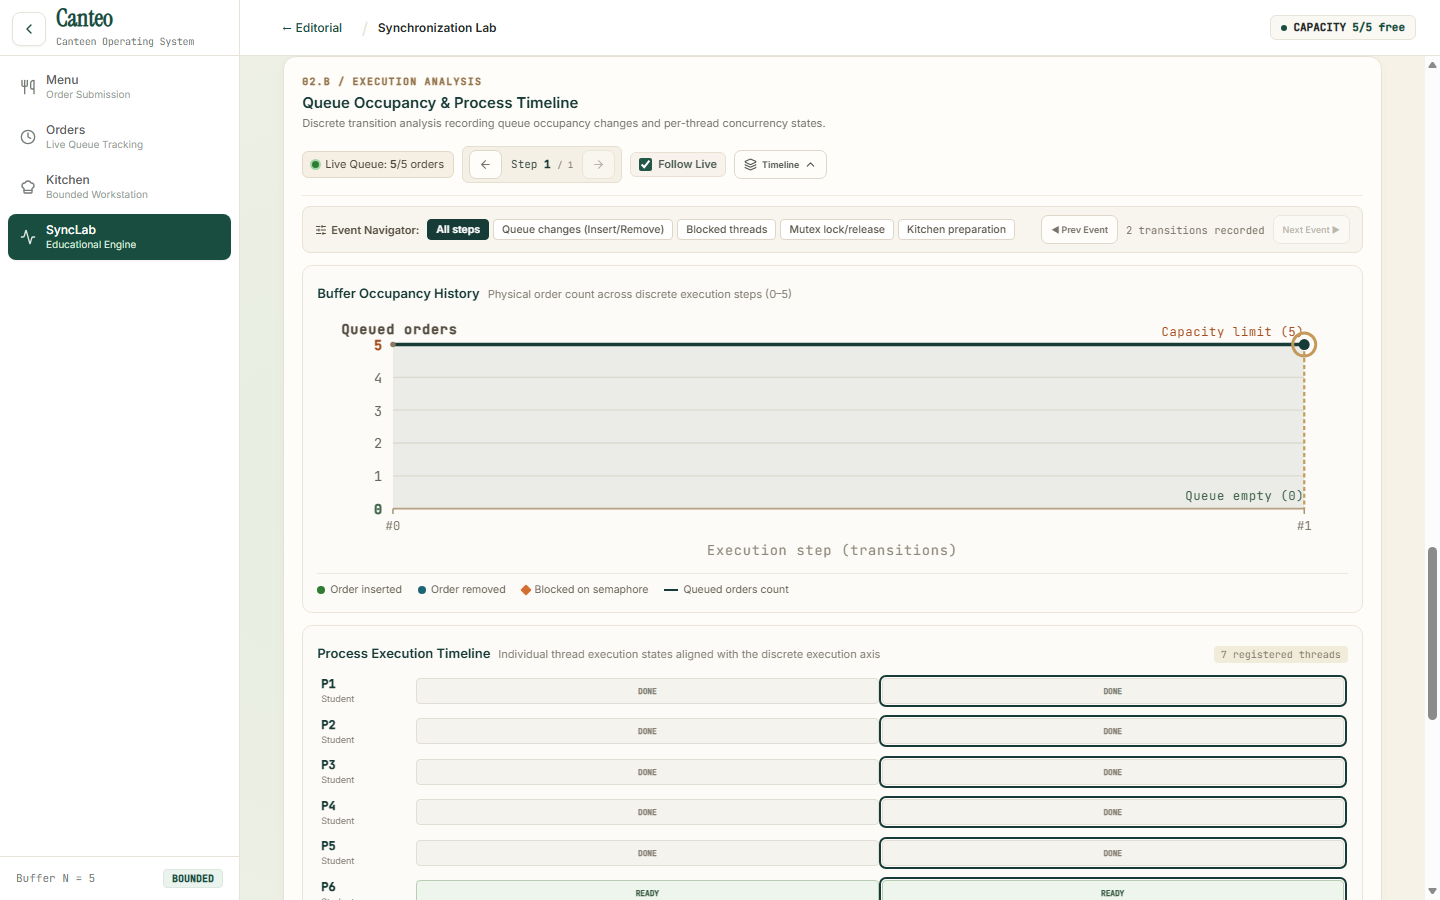 Canteo
Canteen Operating System
← Editorial / Synchronization Lab
CAPACITY 5/5 free
Menu
Order Submission
Orders
Live Queue Tracking
Kitchen
Bounded Workstation
SyncLab
Educational Engine
Buffer N = 5
BOUNDED
02.B / EXECUTION ANALYSIS
Queue Occupancy & Process Timeline
Discrete transition analysis recording queue occupancy changes and per-thread concurrency states.
Live Queue: 5/5 orders
← Step 1 / 1 →
Follow Live
Timeline
Event Navigator: All steps Queue changes (Insert/Remove) Blocked threads Mutex lock/release Kitchen preparation
◀ Prev Event 2 transitions recorded Next Event ▶
Buffer Occupancy History Physical order count across discrete execution steps (0–5)
Queued orders
Capacity limit (5)
5
4
3
2
1
Queue empty (0)
0
#0 #1
Execution step (transitions)
Order inserted Order removed Blocked on semaphore Queued orders count
Process Execution Timeline Individual thread execution states aligned with the discrete execution axis
7 registered threads
P1
Student
DONE DONE
P2
Student
DONE DONE
P3
Student
DONE DONE
P4
Student
DONE DONE
P5
Student
DONE DONE
P6
READY READY